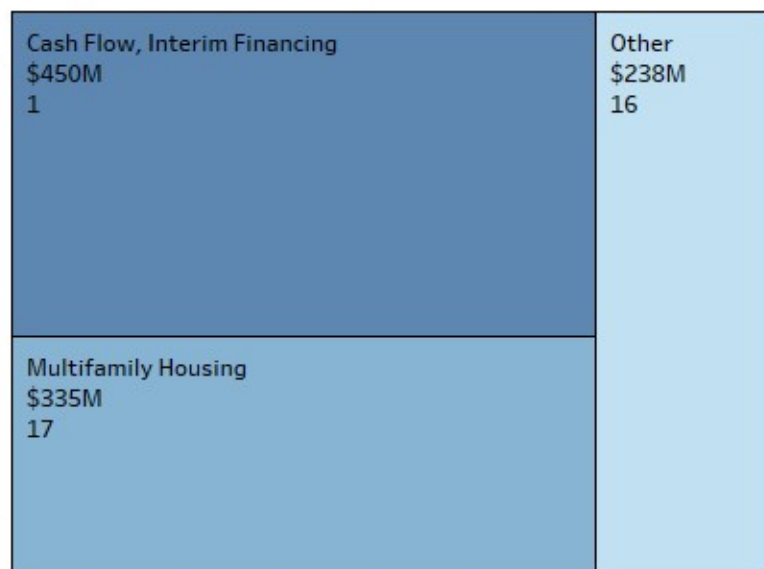 Cash Flow, Interim Financing
$450M
1
Other
$238M
16
Multifamily Housing
$335M
17